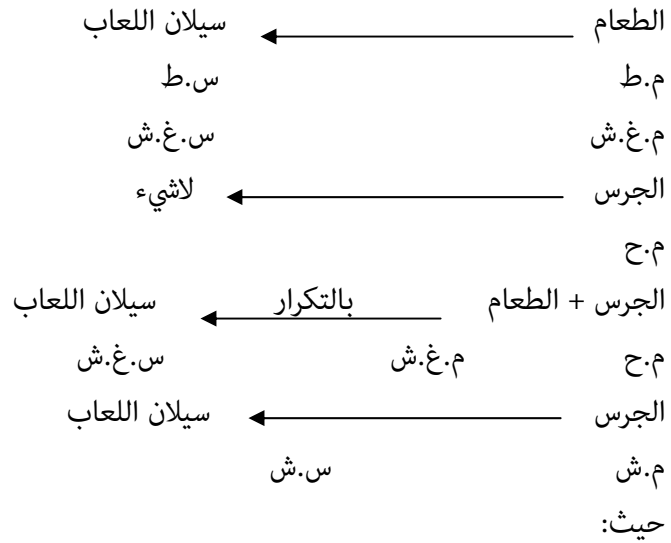 الطعام سيلان اللعاب
م.ط س.ط
م.غ.ش س.غ.ش
الجرس لاشيء
م.ح
الجرس + الطعام بالتكرار سيلان اللعاب
م.ح م.غ.ش س.غ.ش
الجرس سيلان اللعاب
م.ش س.ش
حيث: